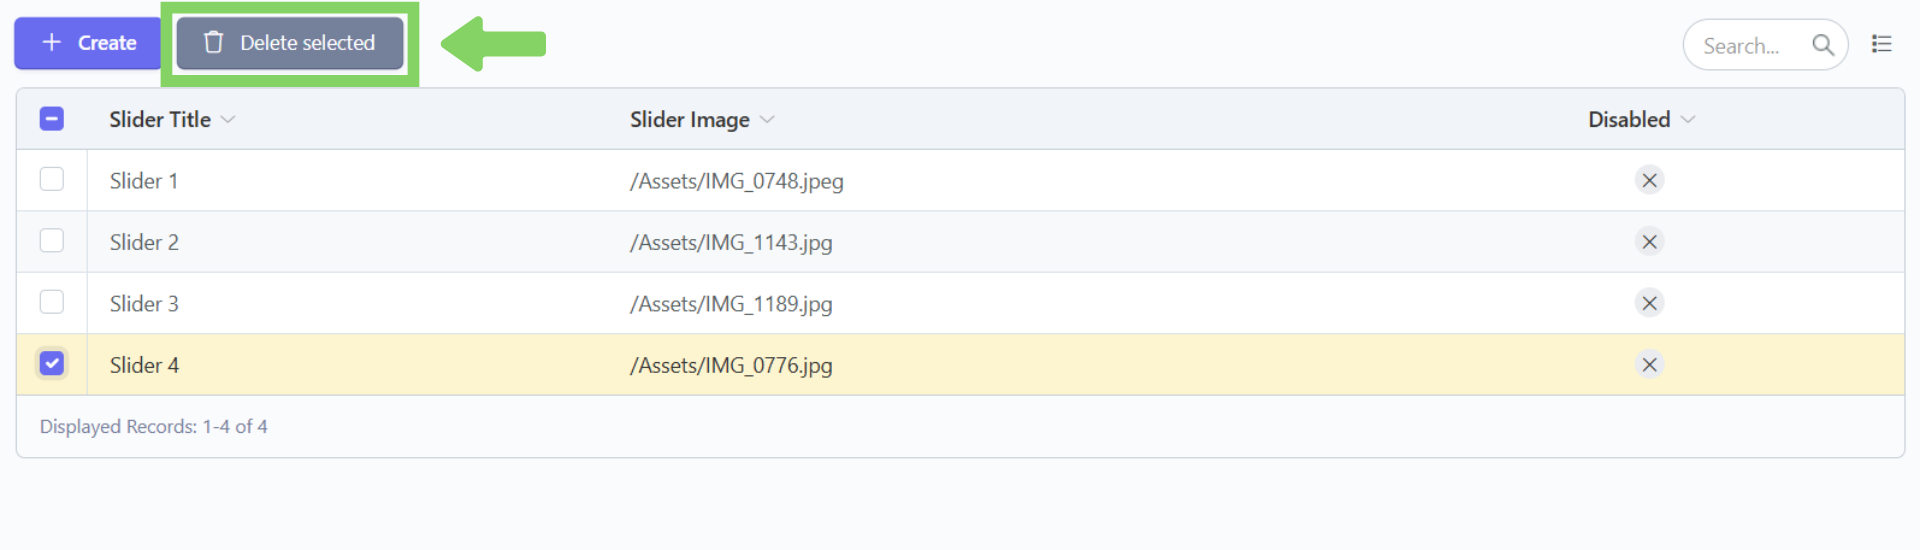 Create
Delete selected
Search...
Slider Title
Slider Image
Disabled
Slider 1
/Assets/IMG_0748.jpeg
Slider 2
/Assets/IMG_1143.jpg
Slider 3
/Assets/IMG_1189.jpg
Slider 4
/Assets/IMG_0776.jpg
Displayed Records: 1-4 of 4